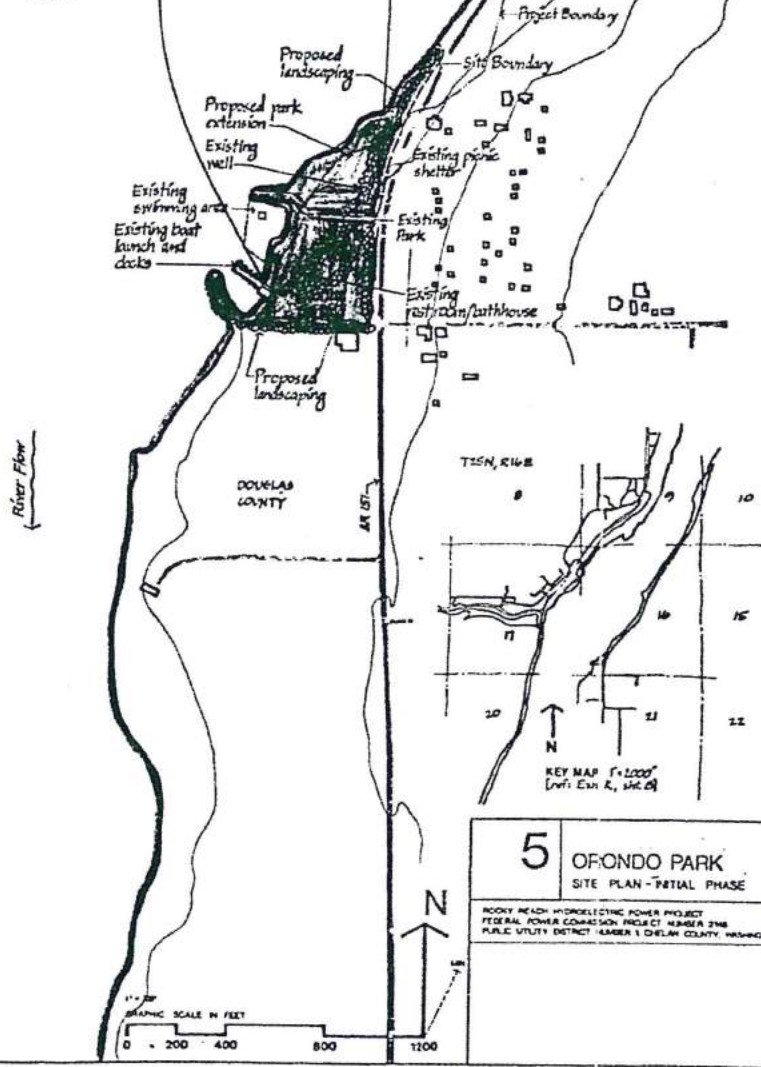 Project Boundary
Proposed
landscaping
Site Boundary
Proposed park
extension
Existing
well
Existing picnic
shelter
Existing
swimming area
Existing
Park
Existing boat
launch and
docks
Existing
restroom/bathhouse
Proposed
landscaping
River Flow
DOUGLAS
COUNTY
SR 151
T25N, R16E
8
9
10
17
16
15
20
21
22
N
KEY MAP 1"=2000'
5
ORONDO PARK
SITE PLAN - INITIAL PHASE
ROCKY REACH HYDROELECTRIC POWER PROJECT
FEDERAL POWER COMMISSION PROJECT NUMBER
PUBLIC UTILITY DISTRICT NUMBER 1 CHELAN COUNTY,
N
GRAPHIC SCALE IN FEET
0 200 400 800 1200